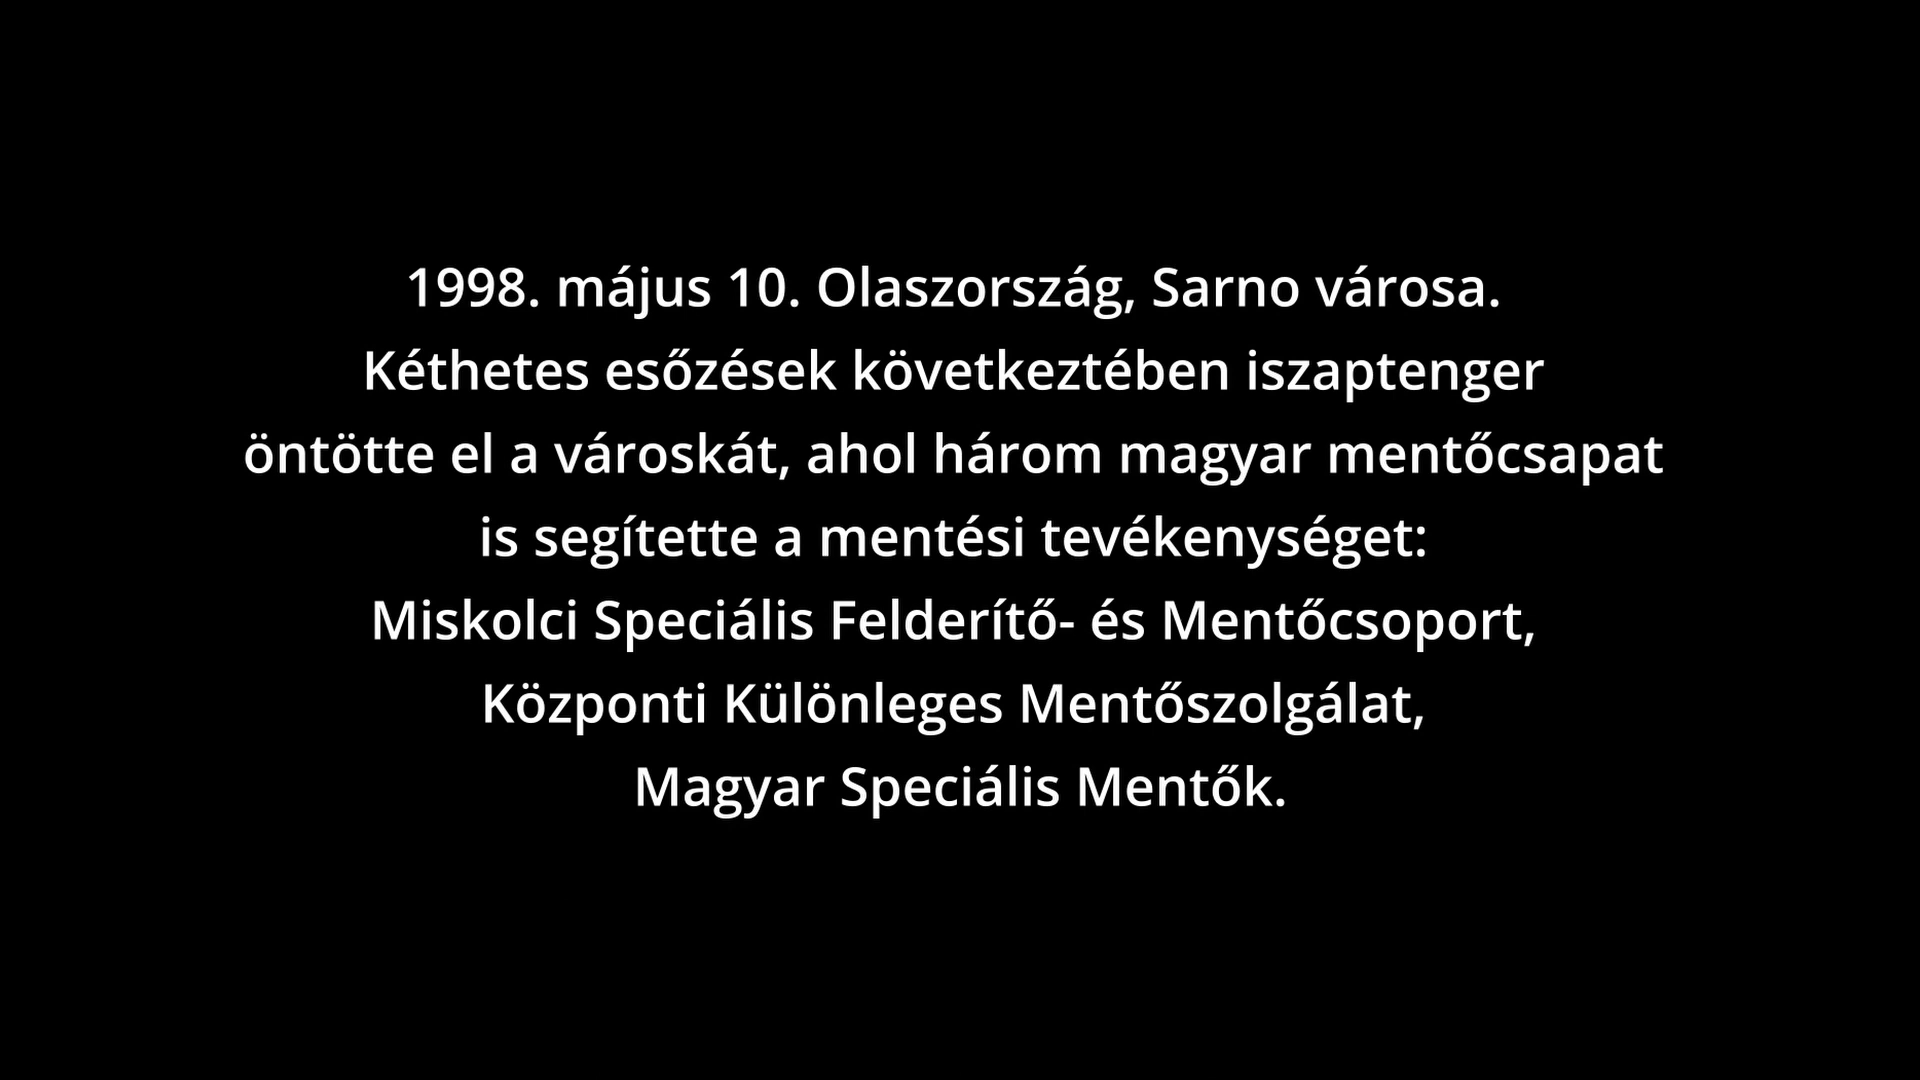 1998. május 10. Olaszország, Sarno városa.
Kéthetes esőzések következtében iszaptenger
öntötte el a városkát, ahol három magyar mentőcsapat
is segítette a mentési tevékenységet:
Miskolci Speciális Felderítő- és Mentőcsoport,
Központi Különleges Mentőszolgálat,
Magyar Speciális Mentők.